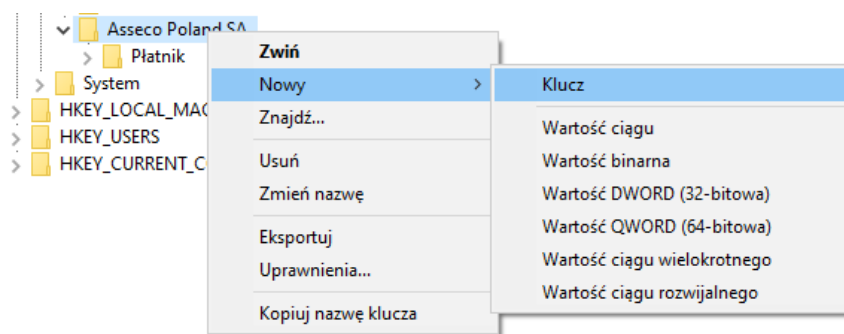 Asseco Poland SA
Płatnik
System
HKEY_LOCAL_MAC
HKEY_USERS
HKEY_CURRENT_C
Zwiń
Nowy
Znajdź...
Usuń
Zmień nazwę
Eksportuj
Uprawnienia...
Kopiuj nazwę klucza
Klucz
Wartość ciągu
Wartość binarna
Wartość DWORD (32-bitowa)
Wartość QWORD (64-bitowa)
Wartość ciągu wielokrotnego
Wartość ciągu rozwijalnego